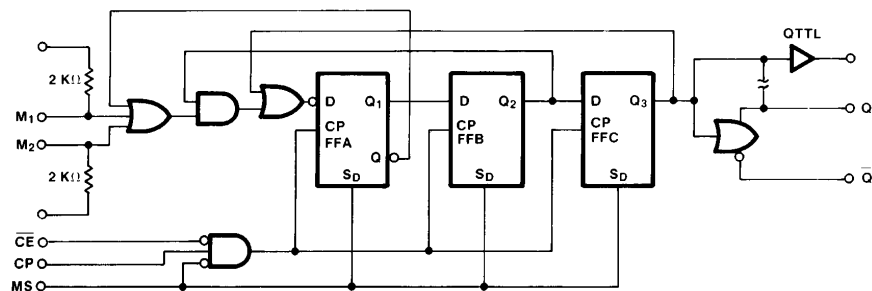 QTTL
2 KΩ
M1
M2
2 KΩ
D Q1
CP
FFA
Q
SD
D Q2
CP
FFB
SD
D Q3
CP
FFC
SD
Q
Q̅
C̅E̅
CP
MS